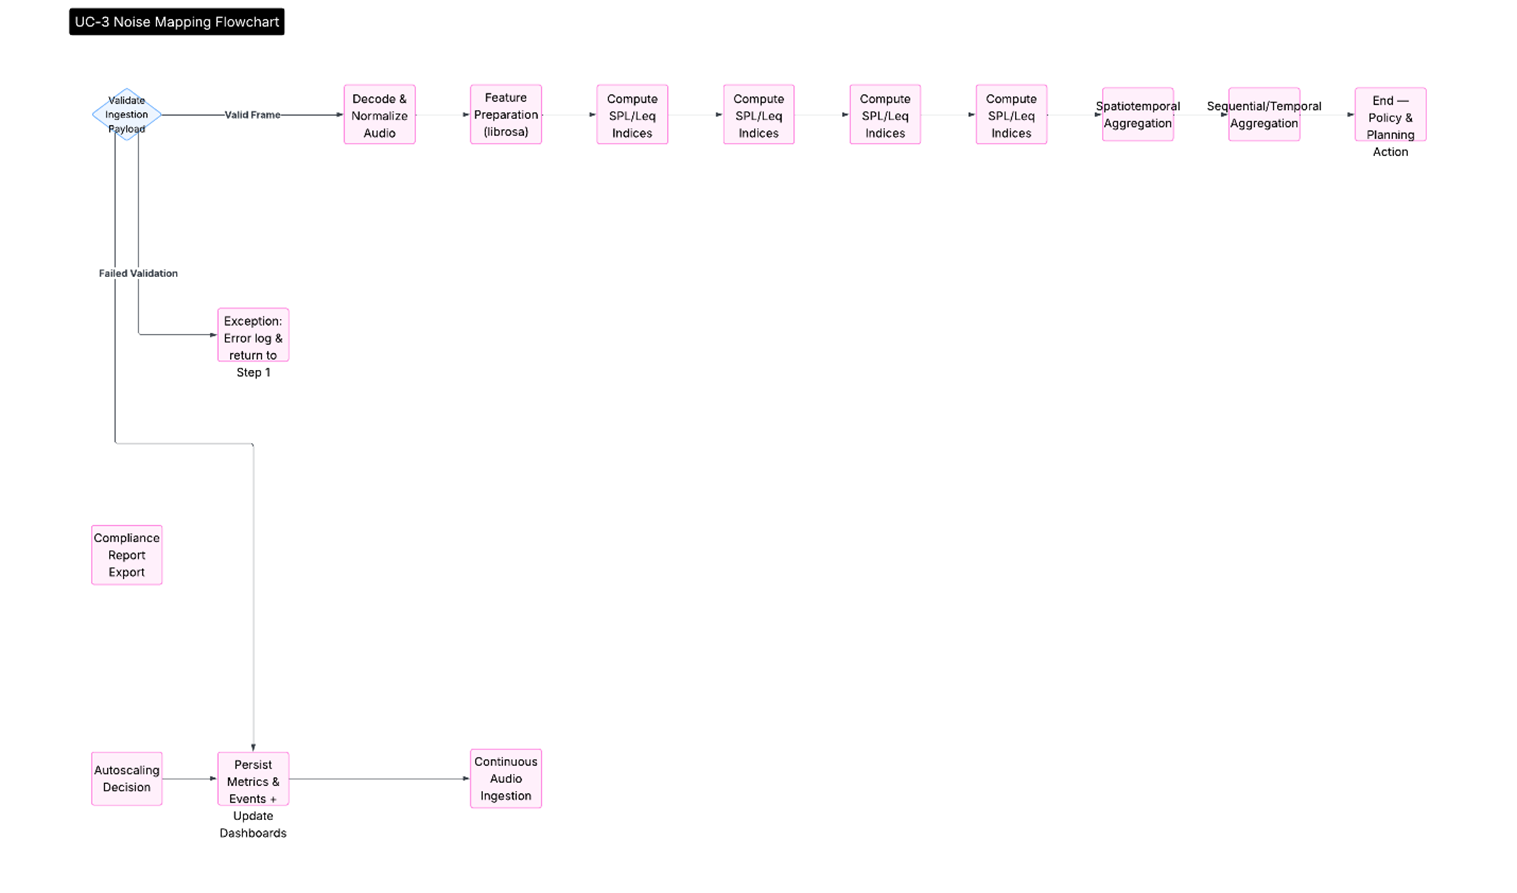 UC-3 Noise Mapping Flowchart
Validate
Ingestion
Payload
Valid Frame
Decode &
Normalize
Audio
Feature
Preparation
(librosa)
Compute
SPL/Leq
Indices
Compute
SPL/Leq
Indices
Compute
SPL/Leq
Indices
Compute
SPL/Leq
Indices
Spatiotemporal
Aggregation
Sequential/Temporal
Aggregation
End —
Policy &
Planning
Action
Failed Validation
Exception:
Error log &
return to
Step 1
Compliance
Report
Export
Autoscaling
Decision
Persist
Metrics &
Events +
Update
Dashboards
Continuous
Audio
Ingestion